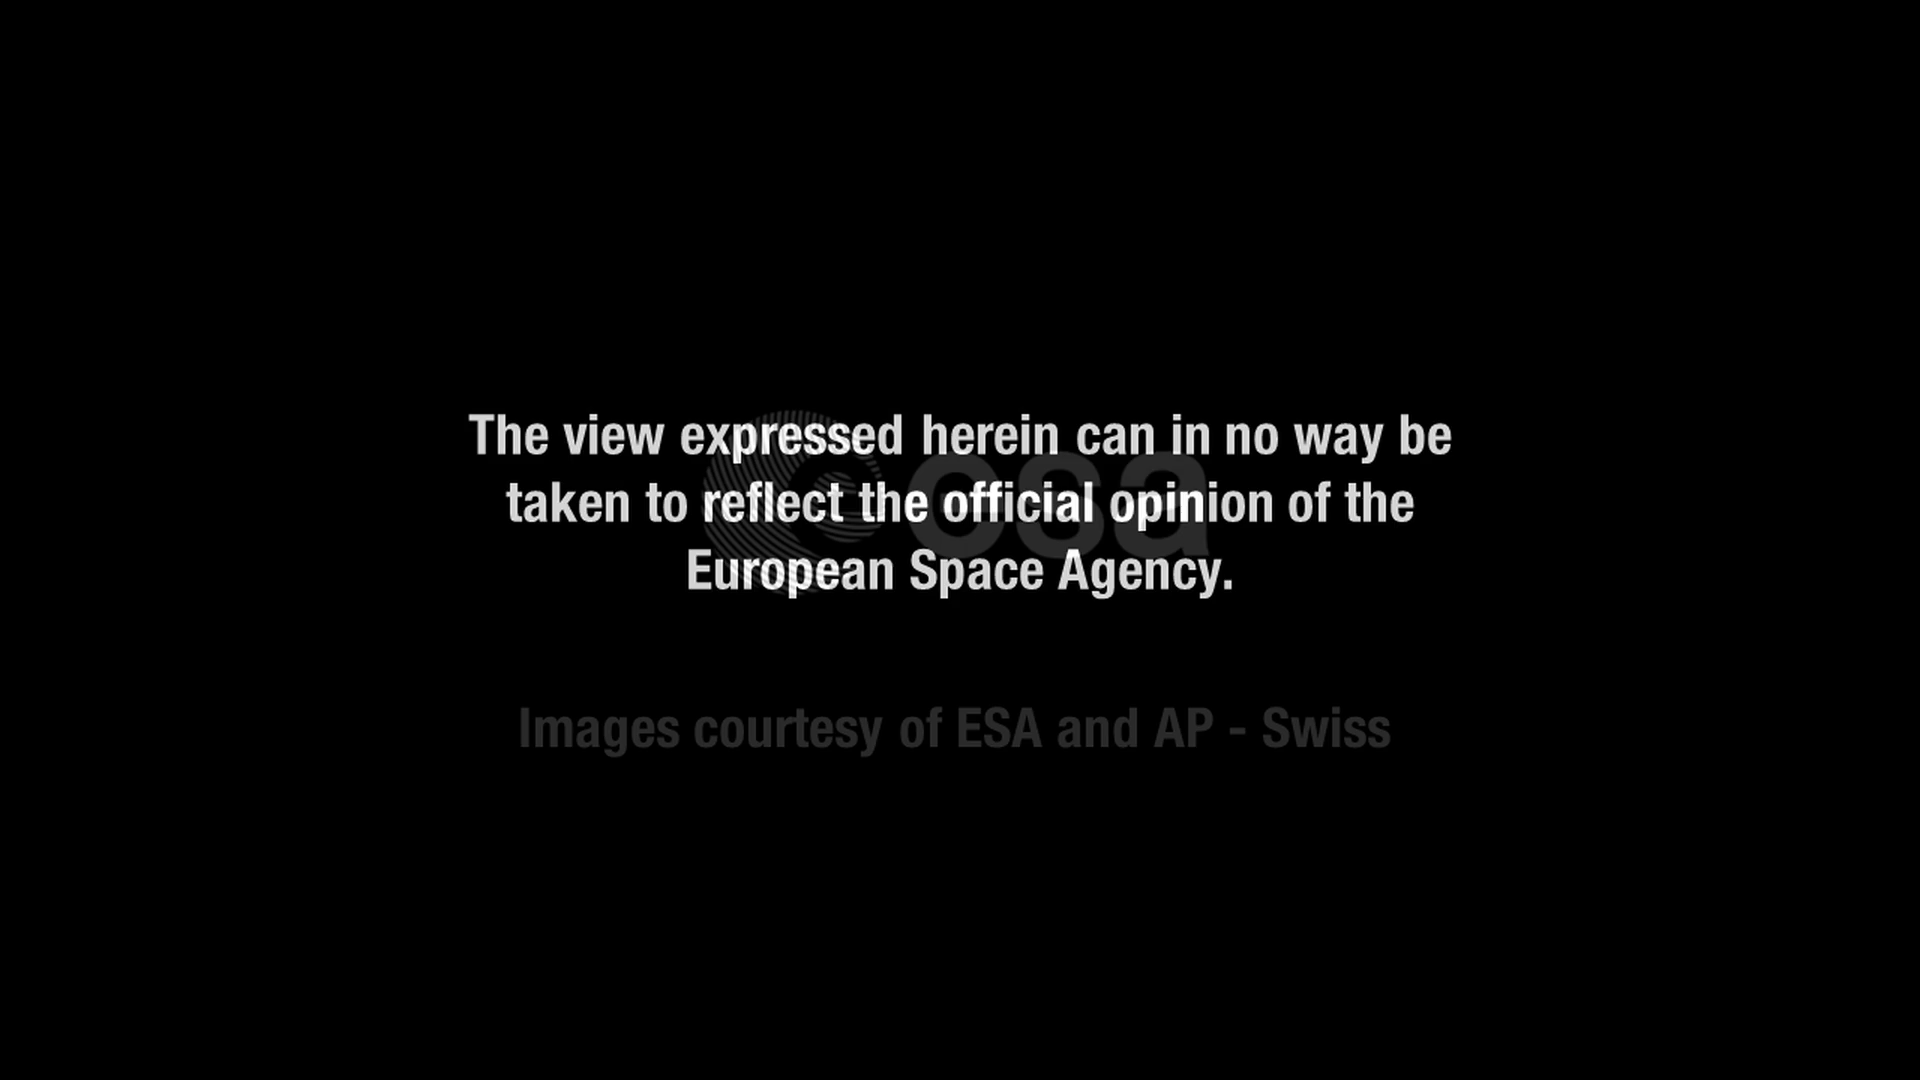 The view expressed herein can in no way be
taken to reflect the official opinion of the
European Space Agency.
esa
Images courtesy of ESA and AP - Swiss